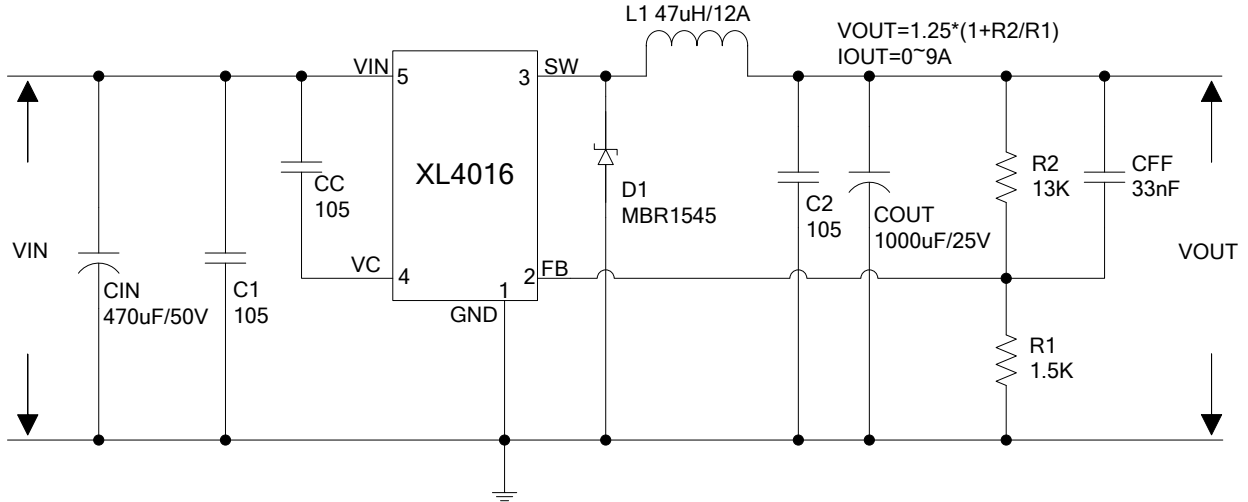 L1 47uH/12A
VOUT=1.25*(1+R2/R1)
IOUT=0~9A
VIN
5
3
SW
XL4016
CC
105
D1
MBR1545
C2
105
COUT
1000uF/25V
R2
13K
CFF
33nF
VIN
VOUT
VC
4
2
FB
1
GND
CIN
470uF/50V
C1
105
R1
1.5K